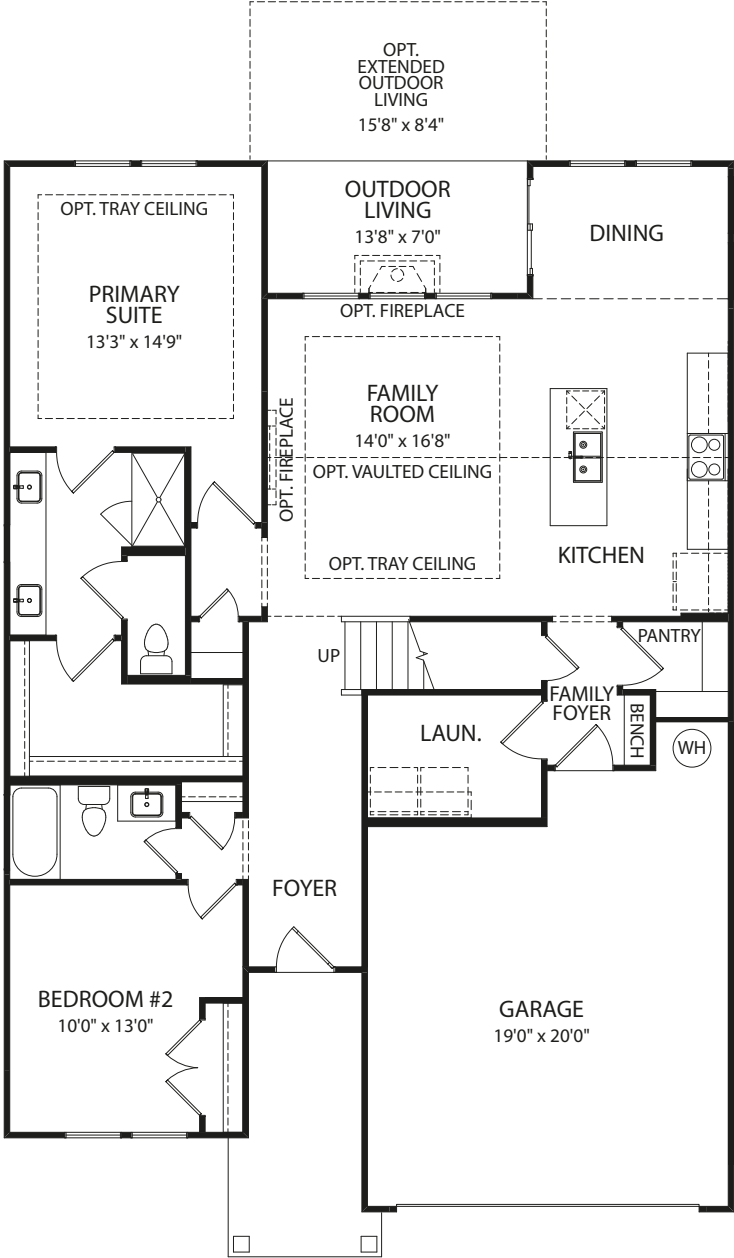 OPT.
EXTENDED
OUTDOOR
LIVING
15'8" x 8'4"
OUTDOOR
LIVING
13'8" x 7'0"
DINING
OPT. TRAY CEILING
PRIMARY
SUITE
13'3" x 14'9"
OPT. FIREPLACE
FAMILY
ROOM
14'0" x 16'8"
OPT. FIREPLACE
OPT. VAULTED CEILING
OPT. TRAY CEILING
KITCHEN
UP
PANTRY
FAMILY
FOYER
BENCH
LAUN.
WH
FOYER
BEDROOM #2
10'0" x 13'0"
GARAGE
19'0" x 20'0"